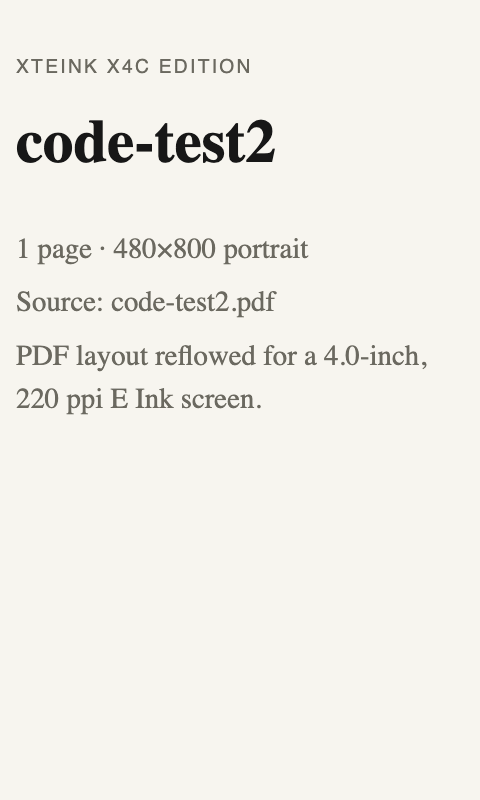 XTEINK X4C EDITION
code-test2
1 page · 480×800 portrait
Source: code-test2.pdf
PDF layout reflowed for a 4.0-inch,
220 ppi E Ink screen.